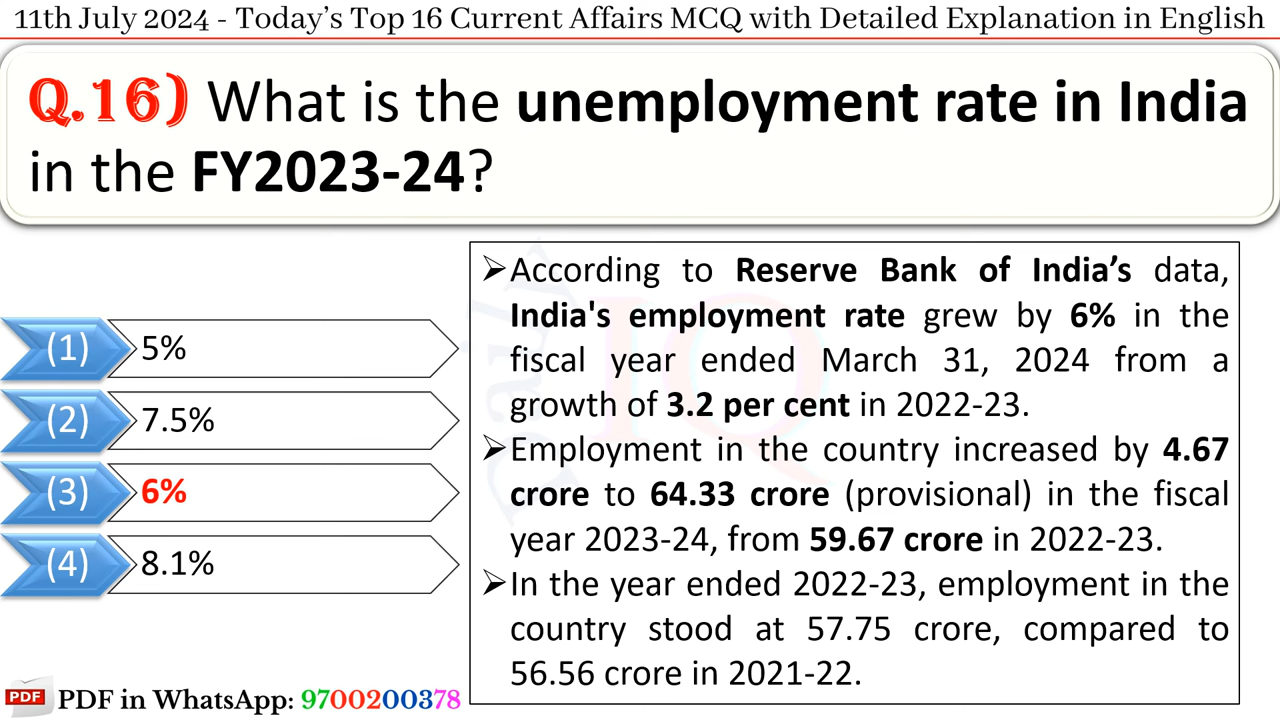 11th July 2024 - Today’s Top 16 Current Affairs MCQ with Detailed Explanation in English
Q.16) What is the unemployment rate in India
in the FY2023-24?
(1) 5%
(2) 7.5%
(3) 6%
(4) 8.1%
➢According to Reserve Bank of India’s data,
India's employment rate grew by 6% in the
fiscal year ended March 31, 2024 from a
growth of 3.2 per cent in 2022-23.
➢Employment in the country increased by 4.67
crore to 64.33 crore (provisional) in the fiscal
year 2023-24, from 59.67 crore in 2022-23.
➢In the year ended 2022-23, employment in the
country stood at 57.75 crore, compared to
56.56 crore in 2021-22.
Daily
IQ
PDF PDF in WhatsApp: 9700200378